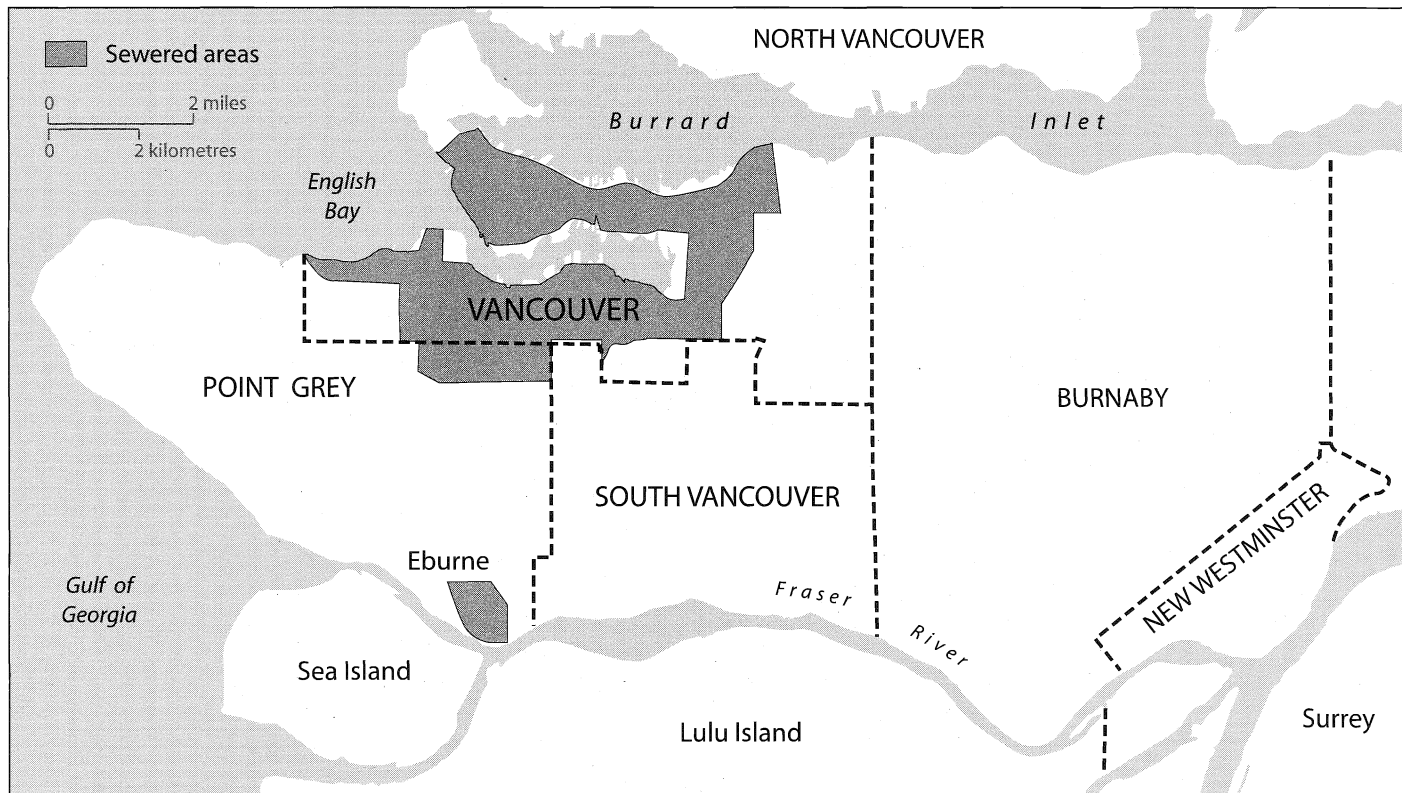 NORTH VANCOUVER
Sewered areas
0 2 miles
0 2 kilometres
Burrard Inlet
English
Bay
VANCOUVER
POINT GREY
BURNABY
SOUTH VANCOUVER
NEW WESTMINSTER
Eburne
Gulf of
Georgia
Fraser
River
Sea Island
Lulu Island
Surrey